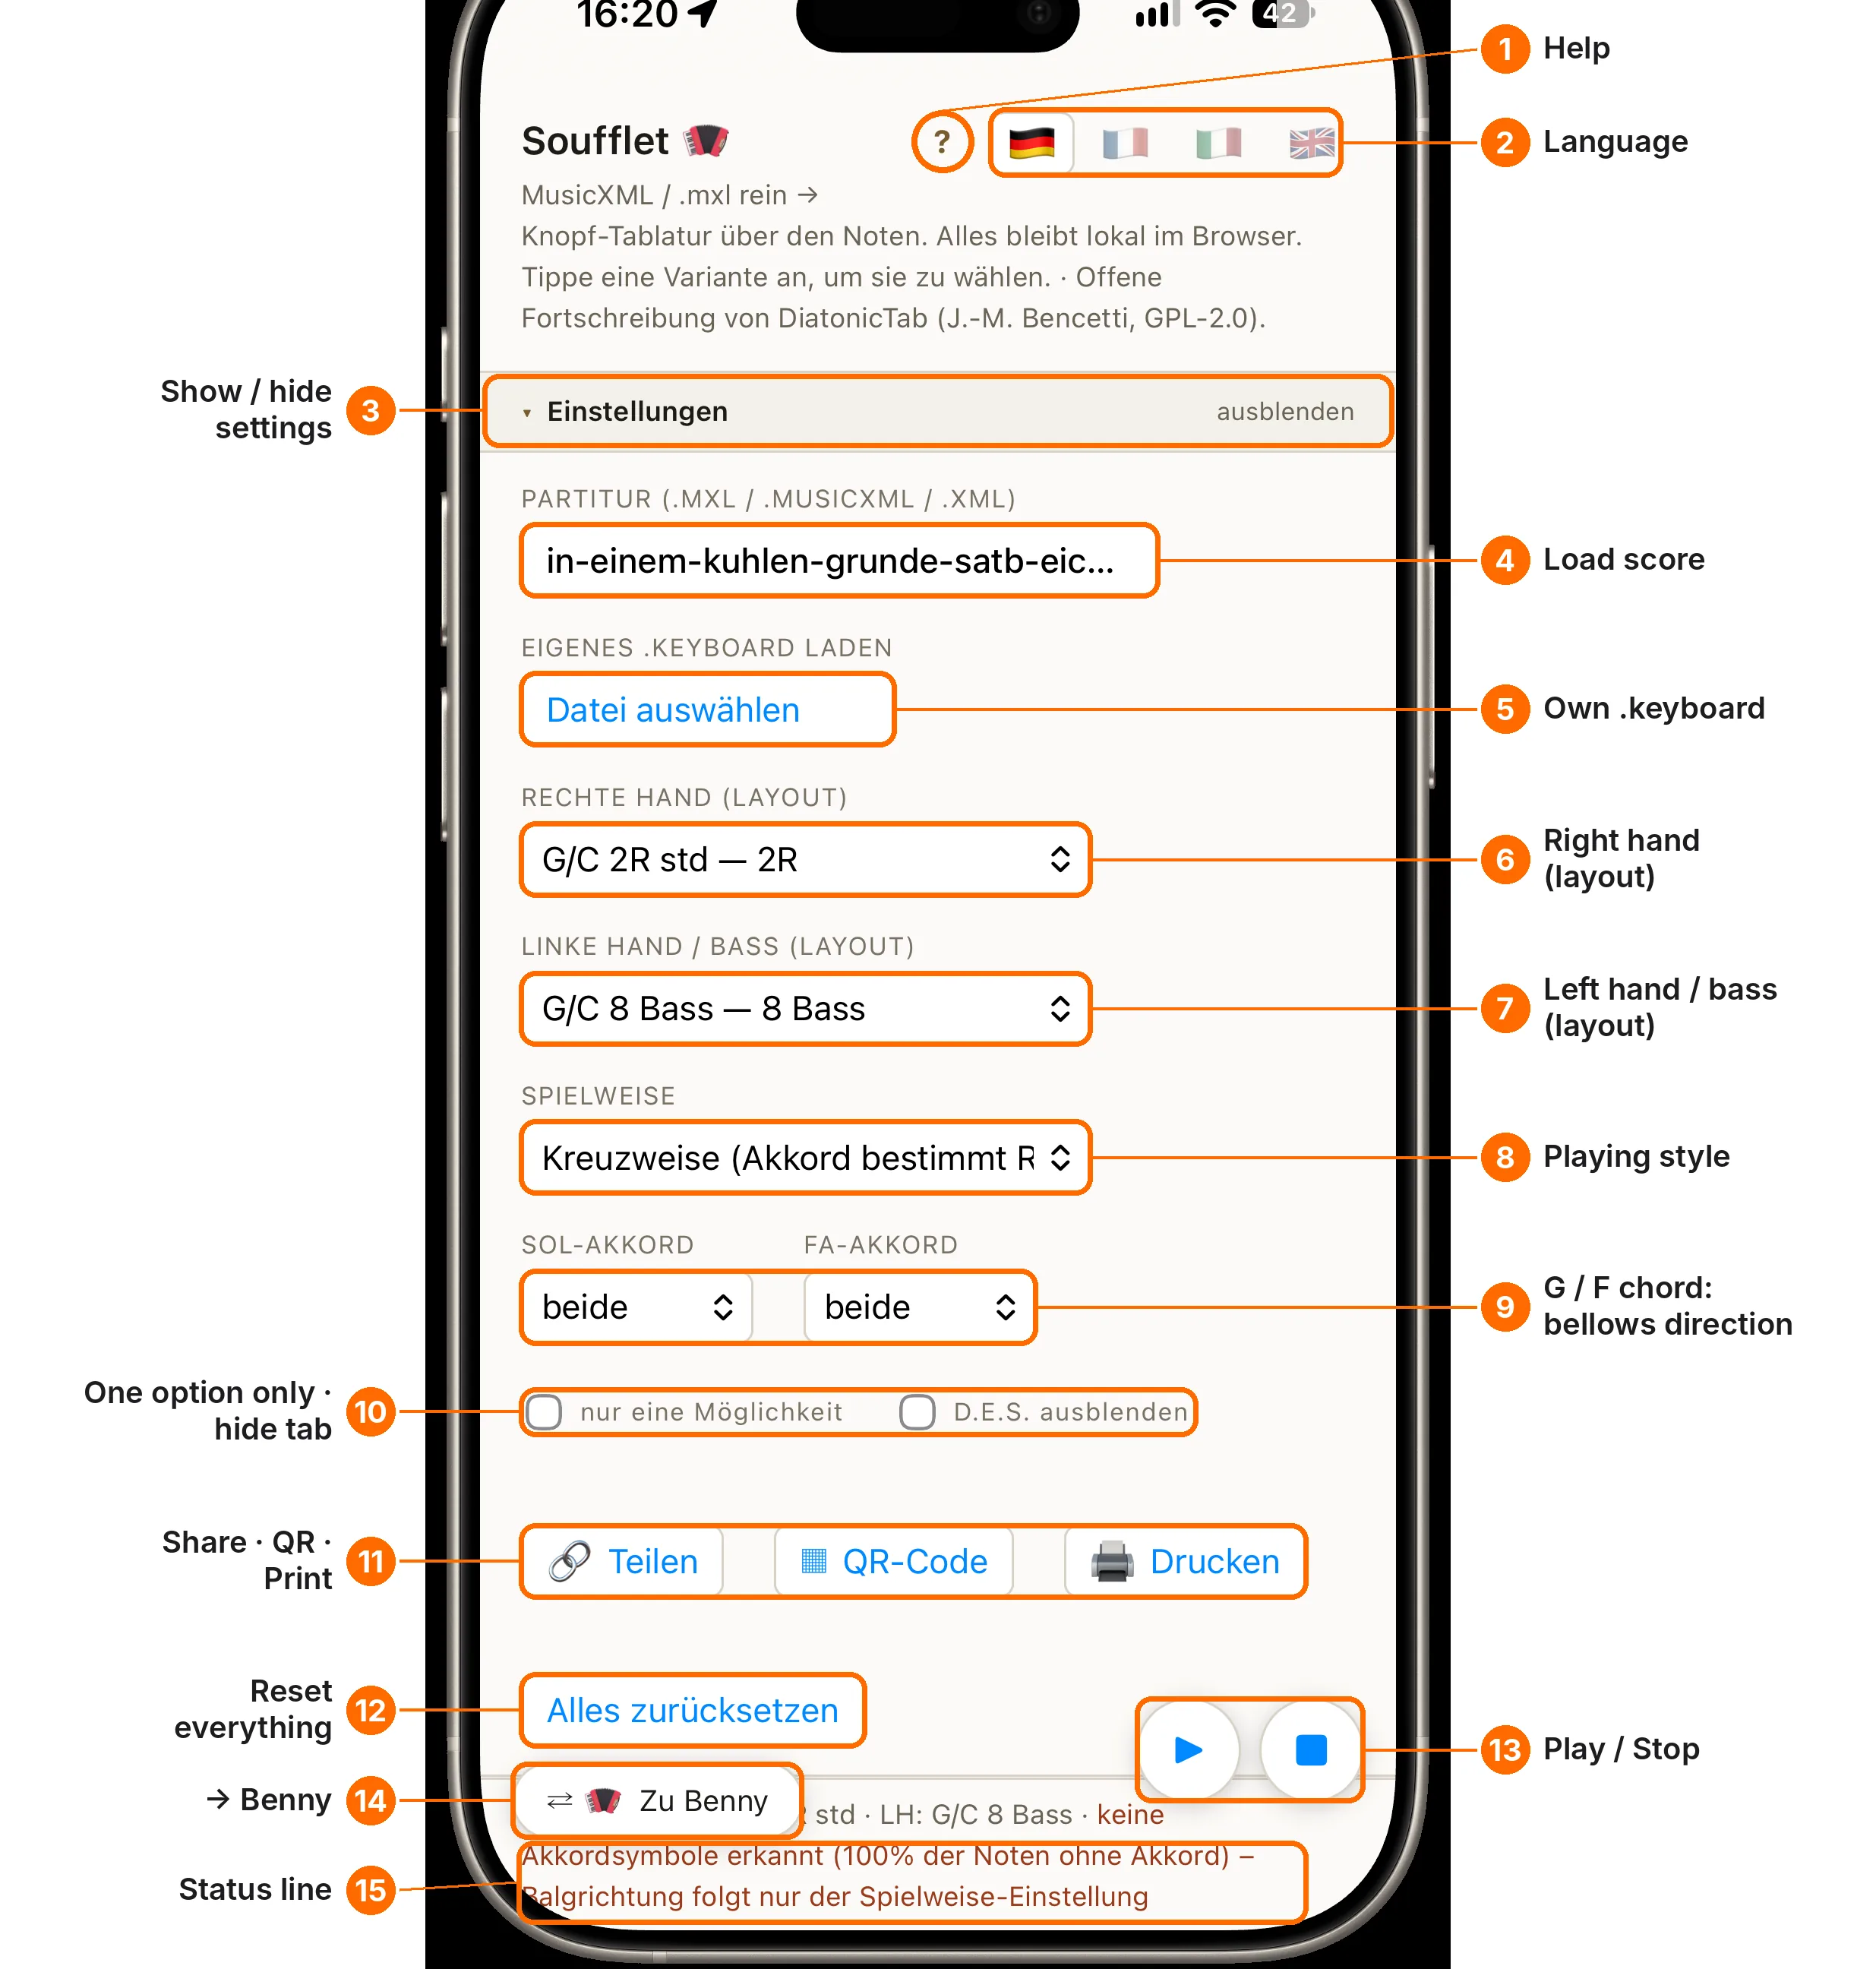 16:20
42
1 Help
Soufflet
?
2 Language
MusicXML / .mxl rein →
Knopf-Tablatur über den Noten. Alles bleibt lokal im Browser.
Tippe eine Variante an, um sie zu wählen. · Offene
Fortschreibung von DiatonicTab (J.-M. Bencetti, GPL-2.0).
Show / hide
settings
3
▾ Einstellungen
ausblenden
PARTITUR (.MXL / .MUSICXML / .XML)
in-einem-kuhlen-grunde-satb-eic...
4 Load score
EIGENES .KEYBOARD LADEN
Datei auswählen
5 Own .keyboard
RECHTE HAND (LAYOUT)
G/C 2R std — 2R
6 Right hand
(layout)
LINKE HAND / BASS (LAYOUT)
G/C 8 Bass — 8 Bass
7 Left hand / bass
(layout)
SPIELWEISE
Kreuzweise (Akkord bestimmt R
8 Playing style
SOL-AKKORD
FA-AKKORD
beide
beide
9 G / F chord:
bellows direction
One option only ·
hide tab
10
nur eine Möglichkeit
D.E.S. ausblenden
Share · QR ·
Print
11
Teilen
QR-Code
Drucken
Reset
everything
12
Alles zurücksetzen
13 Play / Stop
→ Benny 14
⇄ Zu Benny
std · LH: G/C 8 Bass · keine
Akkordsymbole erkannt (100% der Noten ohne Akkord) –
Balgrichtung folgt nur der Spielweise-Einstellung
Status line 15